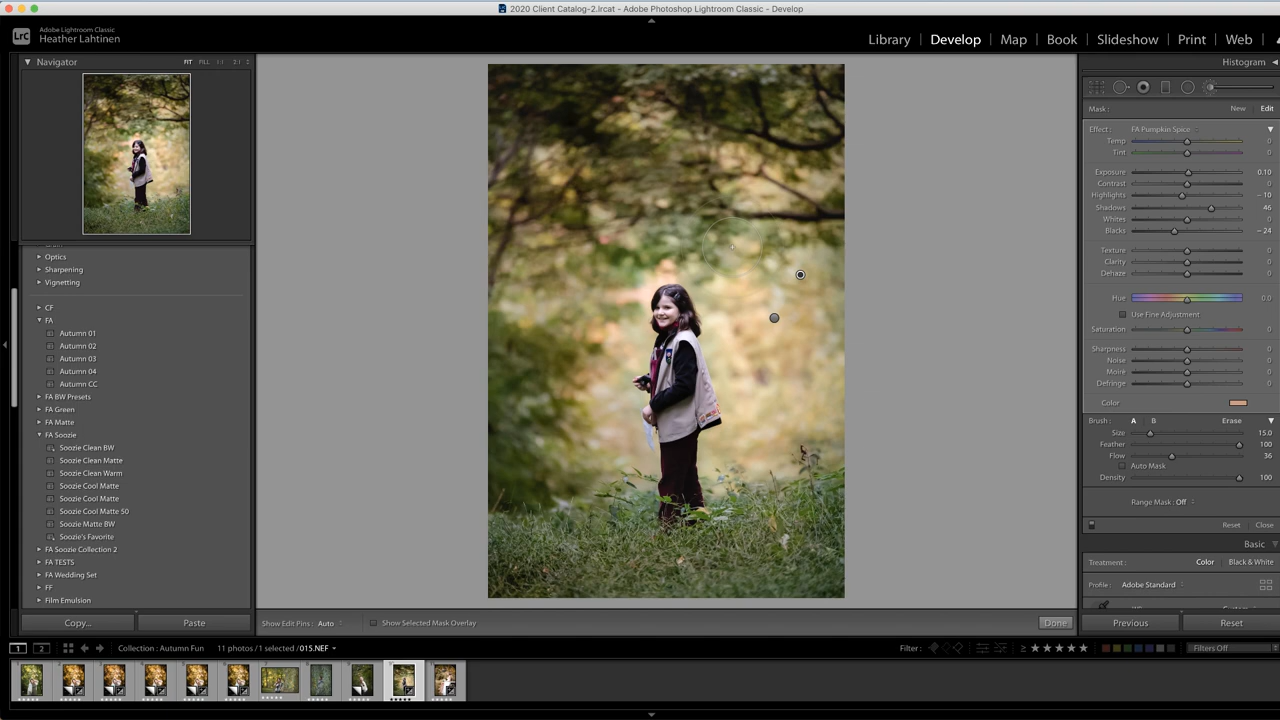 2020 Client Catalog-2.lrcat - Adobe Photoshop Lightroom Classic - Develop
LrC
Adobe Lightroom Classic
Heather Lahtinen
Library | Develop | Map | Book | Slideshow | Print | Web |
Navigator FIT FILL 1:1 2:1
Histogram
Mask : New Edit
Effect : FA Pumpkin Spice
Temp 0
Tint 0
Exposure 0.10
Contrast 0
Highlights – 10
Shadows 46
Whites 0
Blacks – 24
Texture 0
Clarity 0
Dehaze 0
Hue 0.0
Use Fine Adjustment
Saturation 0
Sharpness 0
Noise 0
Moiré 0
Defringe 0
Color
Brush : A B Erase
Size 15.0
Feather 100
Flow 36
Auto Mask
Density 100
Range Mask : Off
Reset Close
Basic
Treatment : Color Black & White
Profile : Adobe Standard
Previous Reset
Optics
Sharpening
Vignetting
CF
FA
Autumn 01
Autumn 02
Autumn 03
Autumn 04
Autumn CC
FA BW Presets
FA Green
FA Matte
FA Soozie
Soozie Clean BW
Soozie Clean Matte
Soozie Clean Warm
Soozie Cool Matte
Soozie Cool Matte
Soozie Cool Matte 50
Soozie Matte BW
Soozie's Favorite
FA Soozie Collection 2
FA TESTS
FA Wedding Set
FF
Film Emulsion
Copy... Paste
Show Edit Pins : Auto Show Selected Mask Overlay Done
1 2 Collection : Autumn Fun 11 photos / 1 selected / 015.NEF Filter : ≥ ★ ★ ★ ★ ★ Filters Off